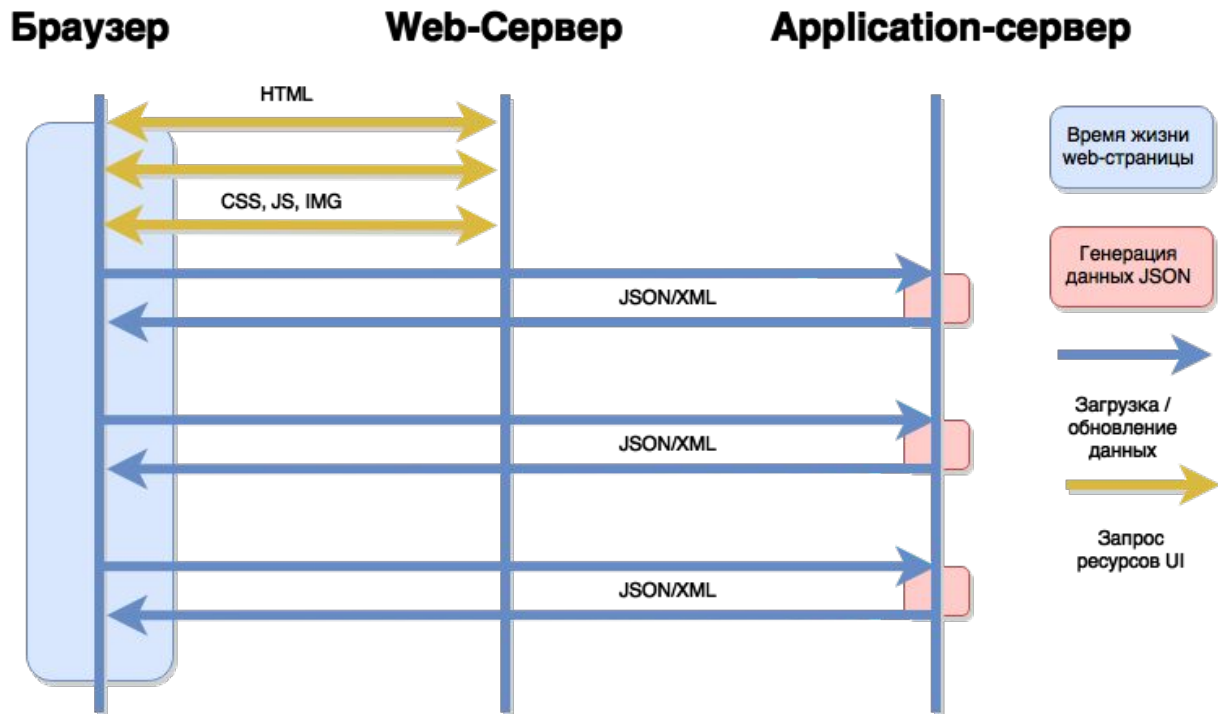 Браузер
Web-Сервер
Application-сервер
HTML
CSS, JS, IMG
JSON/XML
JSON/XML
JSON/XML
Время жизни
web-страницы
Генерация
данных JSON
Загрузка /
обновление
данных
Запрос
ресурсов UI